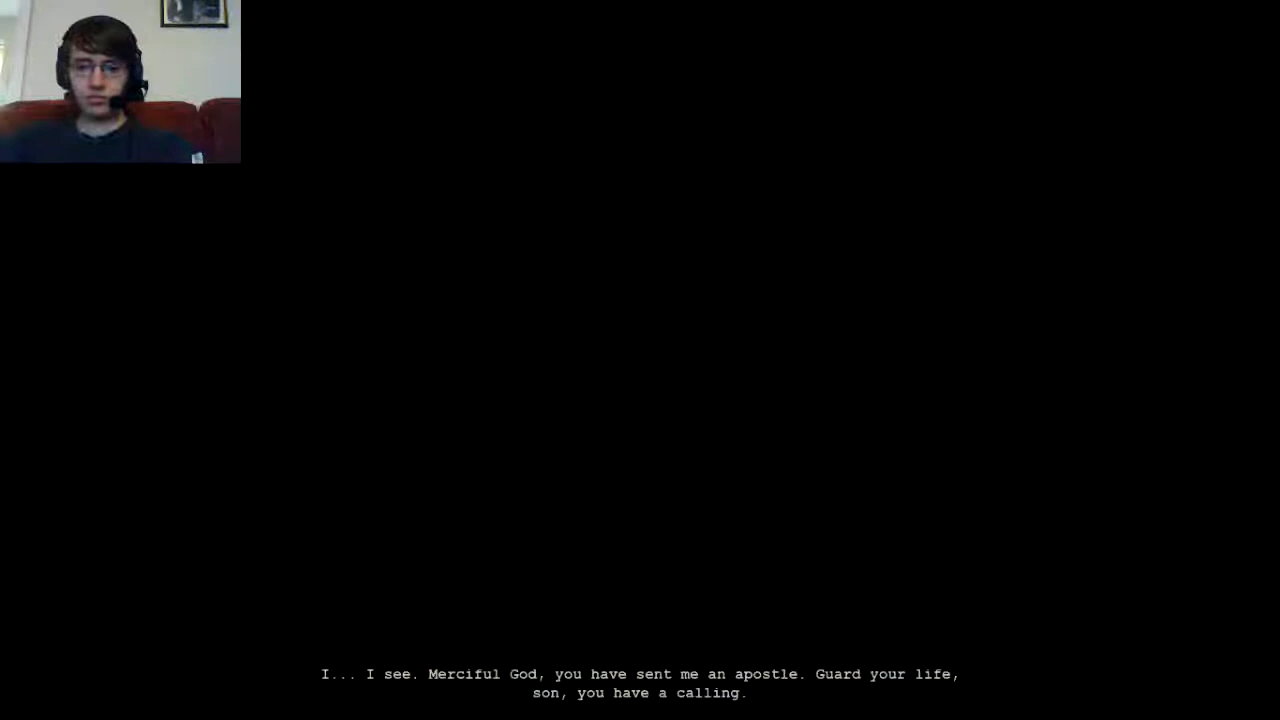 I... I see. Merciful God, you have sent me an apostle. Guard your life,
son, you have a calling.